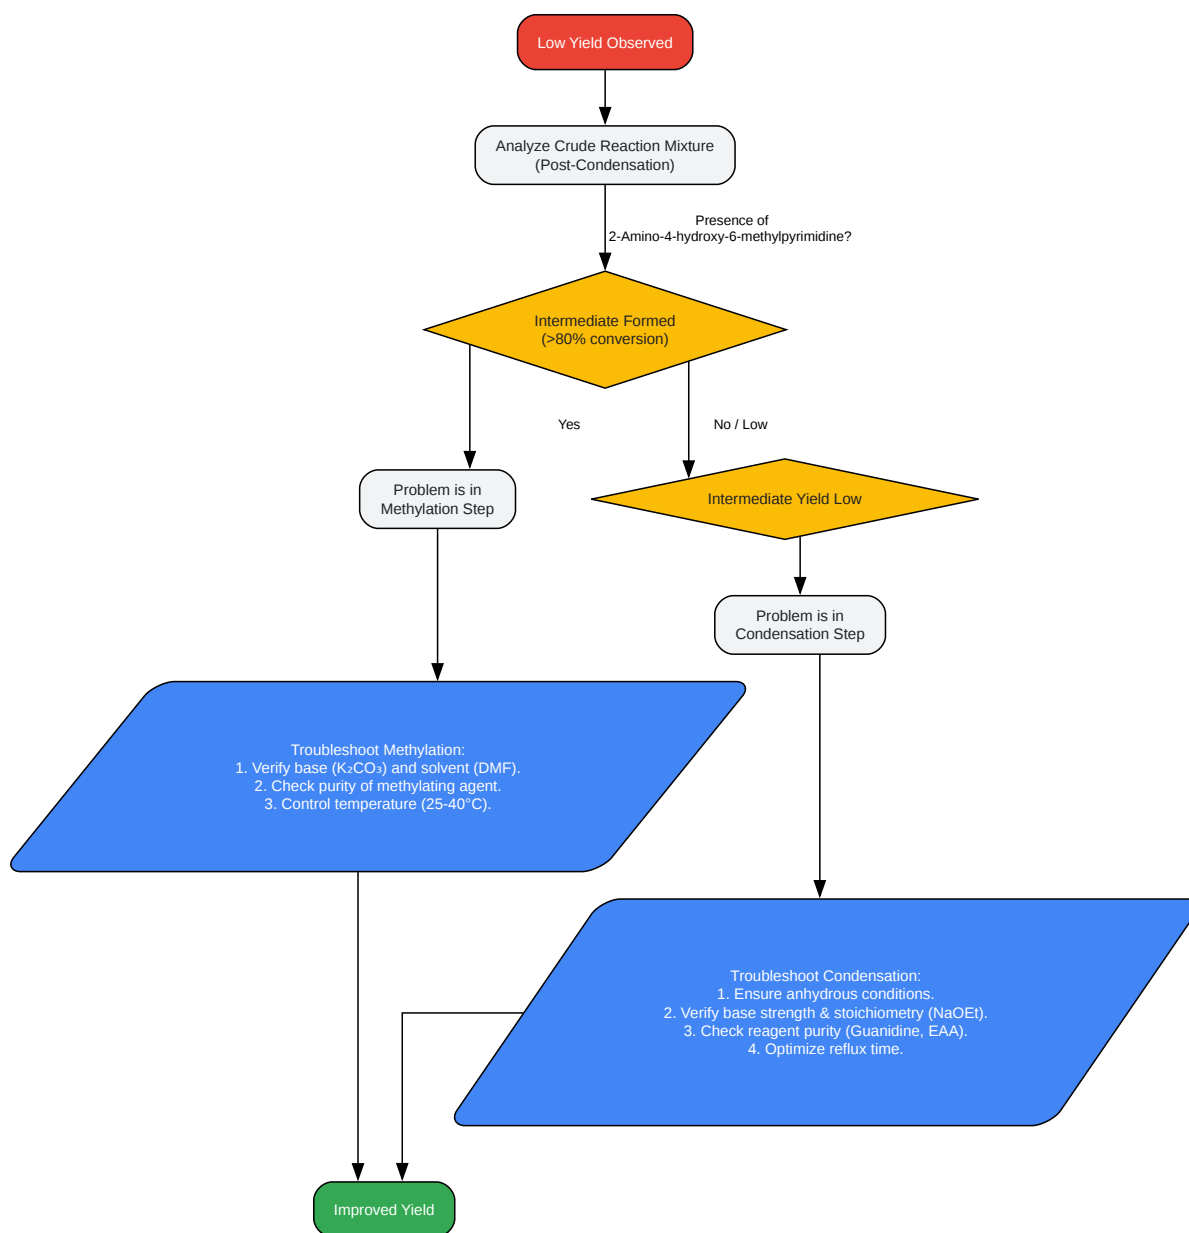 Low Yield Observed
Analyze Crude Reaction Mixture
(Post-Condensation)
Presence of
2-Amino-4-hydroxy-6-methylpyrimidine?
Intermediate Formed
(>80% conversion)
Yes
No / Low
Problem is in
Methylation Step
Intermediate Yield Low
Problem is in
Condensation Step
Troubleshoot Methylation:
1. Verify base (K₂CO₃) and solvent (DMF).
2. Check purity of methylating agent.
3. Control temperature (25-40°C).
Troubleshoot Condensation:
1. Ensure anhydrous conditions.
2. Verify base strength & stoichiometry (NaOEt).
3. Check reagent purity (Guanidine, EAA).
4. Optimize reflux time.
Improved Yield